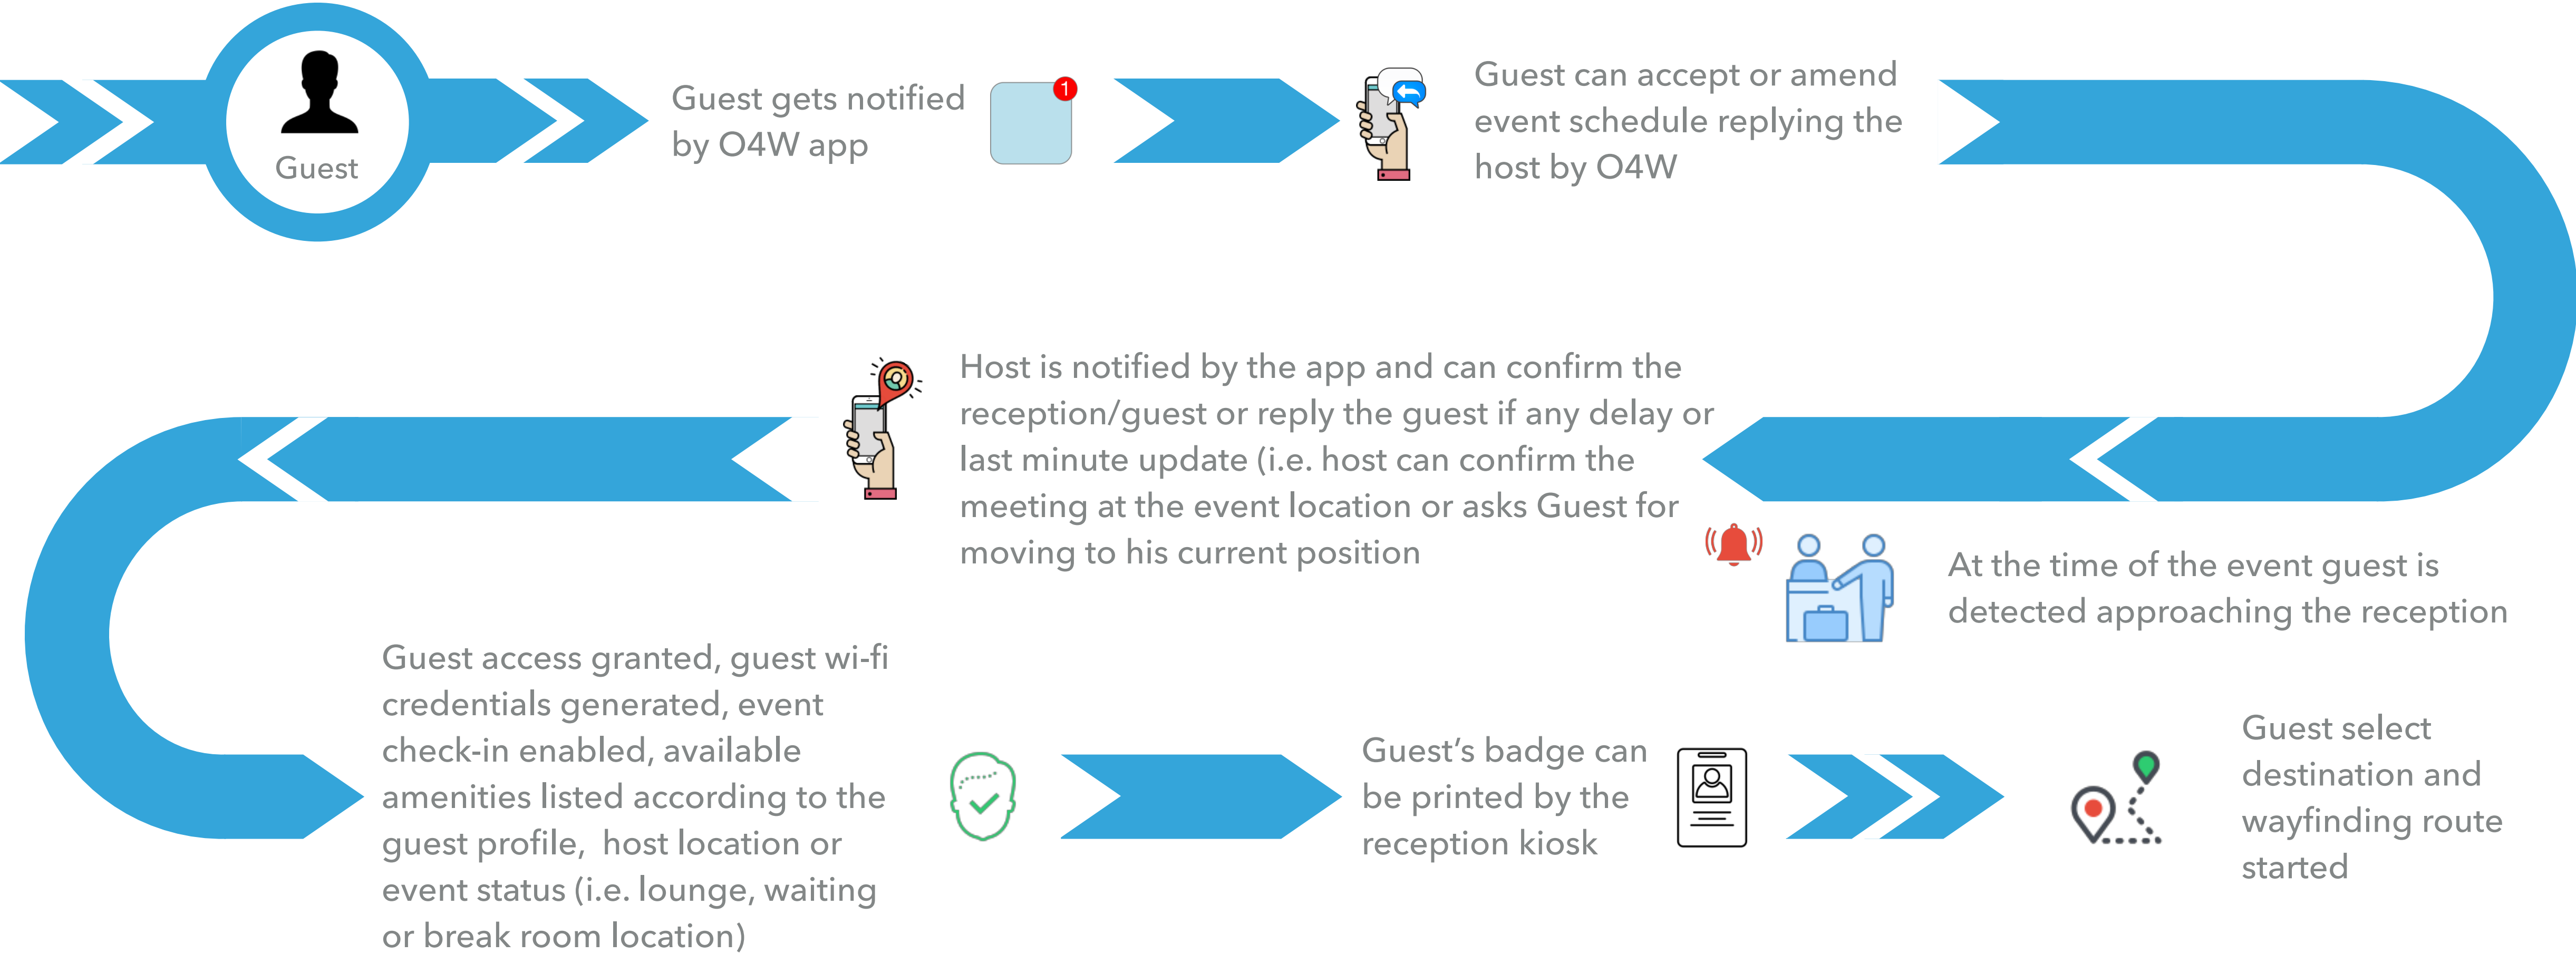 Guest
Guest gets notified
by O4W app
1
Guest can accept or amend
event schedule replying the
host by O4W
At the time of the event guest is
detected approaching the reception
Host is notified by the app and can confirm the
reception/guest or reply the guest if any delay or
last minute update (i.e. host can confirm the
meeting at the event location or asks Guest for
moving to his current position
Guest access granted, guest wi-fi
credentials generated, event
check-in enabled, available
amenities listed according to the
guest profile,  host location or
event status (i.e. lounge, waiting
or break room location)
Guest’s badge can
be printed by the
reception kiosk
Guest select
destination and
wayfinding route
started